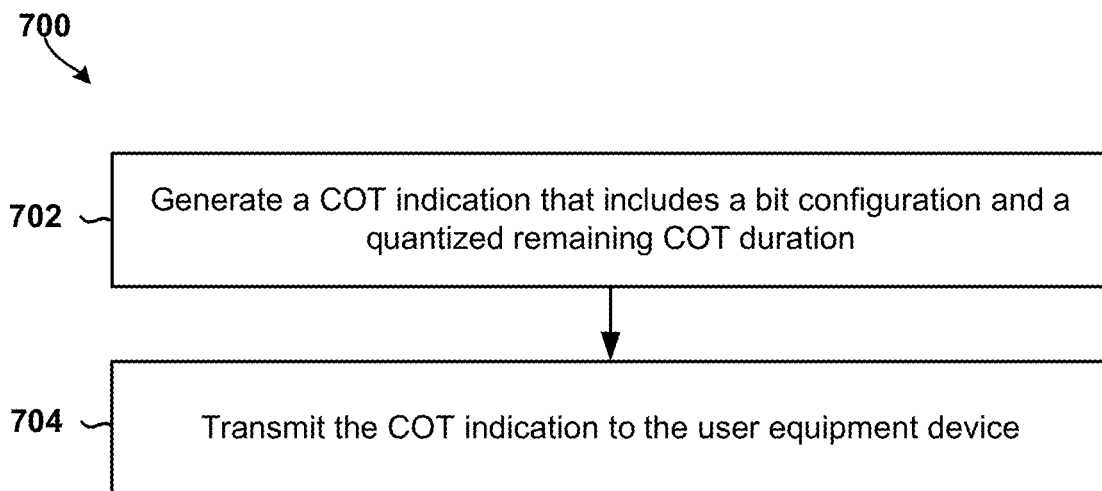 700
702
Generate a COT indication that includes a bit configuration and a
quantized remaining COT duration
704
Transmit the COT indication to the user equipment device